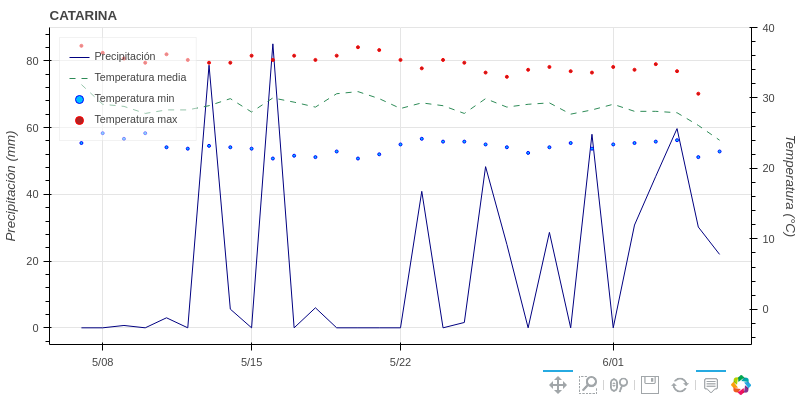 CATARINA
Precipitación
Temperatura media
Temperatura min
Temperatura max
Precipitación (mm)
80
60
40
20
0
Temperatura (°C)
40
30
20
10
0
5/08
5/15
5/22
6/01